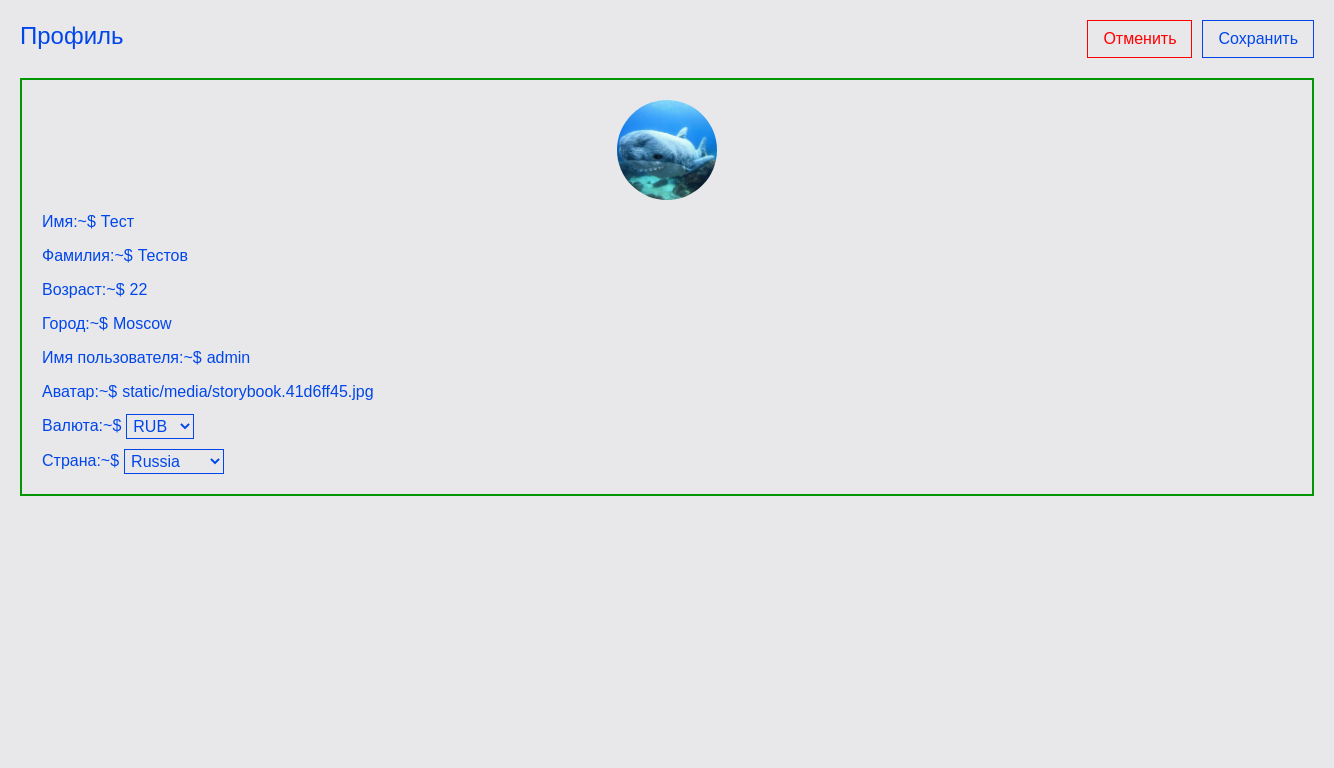 Профиль
Отменить
Сохранить
Имя:~$ Тест
Фамилия:~$ Тестов
Возраст:~$ 22
Город:~$ Moscow
Имя пользователя:~$ admin
Аватар:~$ static/media/storybook.41d6ff45.jpg
Валюта:~$ RUB
Страна:~$ Russia